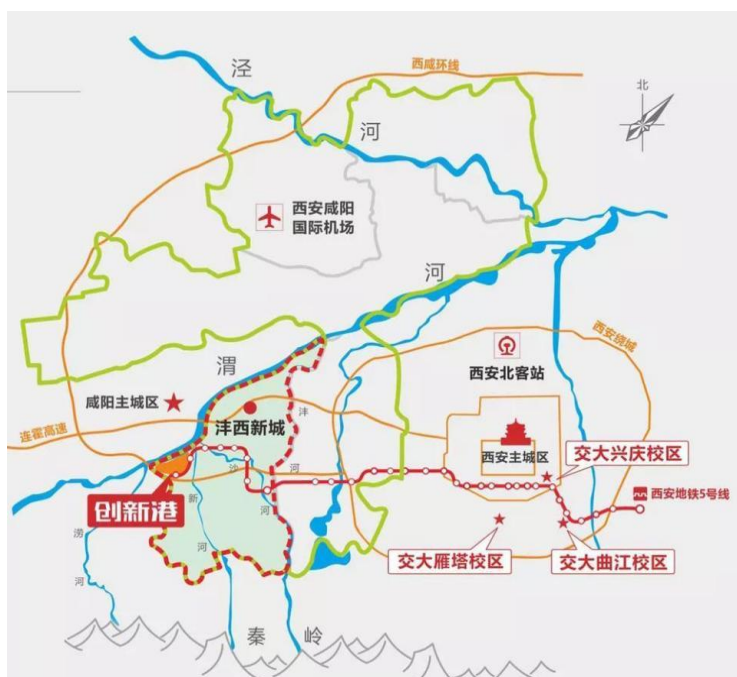 西咸环线
泾
河
北
西安咸阳
国际机场
河
西安绕城
渭
西安北客站
咸阳主城区
沣
连霍高速
沣西新城
西安主城区
交大兴庆校区
沙
河
新
河
西安地铁5号线
创新港
涝
河
河
交大雁塔校区
交大曲江校区
秦
岭